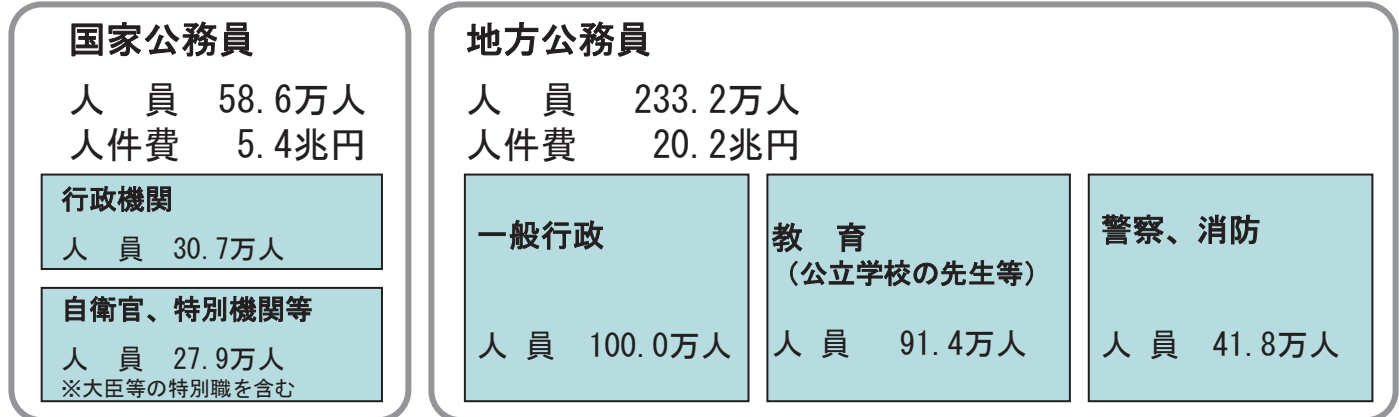 国家公務員
人　員　58.6万人
人件費　5.4兆円
行政機関
人　員　30.7万人
自衛官、特別機関等
人　員　27.9万人
※大臣等の特別職を含む
地方公務員
人　員　233.2万人
人件費　20.2兆円
一般行政
人　員　100.0万人
教　育
（公立学校の先生等）
人　員　91.4万人
警察、消防
人　員　41.8万人